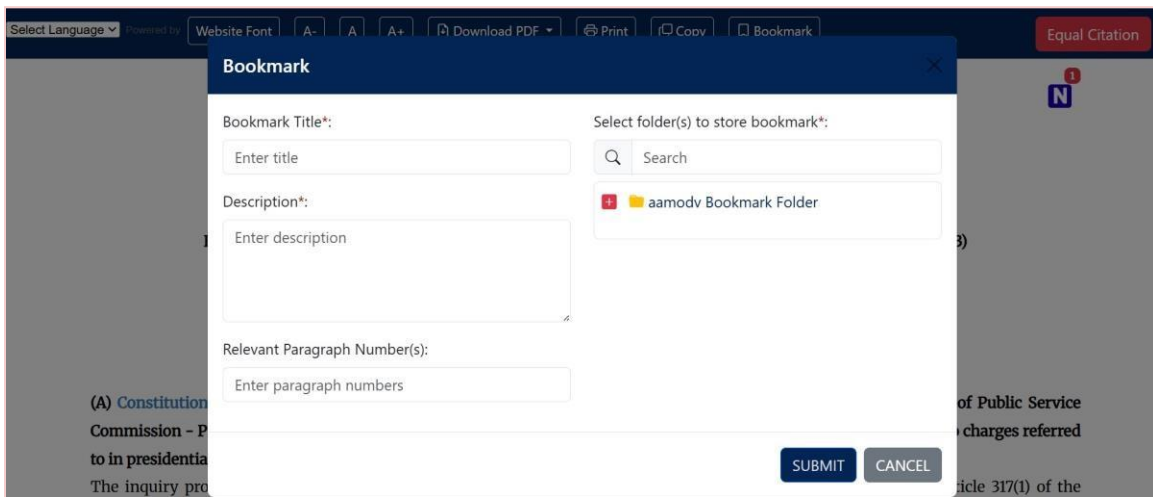 Select Language Powered by Website Font A- A A+ Download PDF Print Copy Bookmark Equal Citation
Bookmark
1
N
Bookmark Title*:
Enter title
Select folder(s) to store bookmark*:
Search
aamodv Bookmark Folder
Description*:
Enter description
3)
Relevant Paragraph Number(s):
Enter paragraph numbers
(A) Constitution of Public Service
Commission - P charges referred
to in presidentia
SUBMIT CANCEL
The inquiry pro icle 317(1) of the